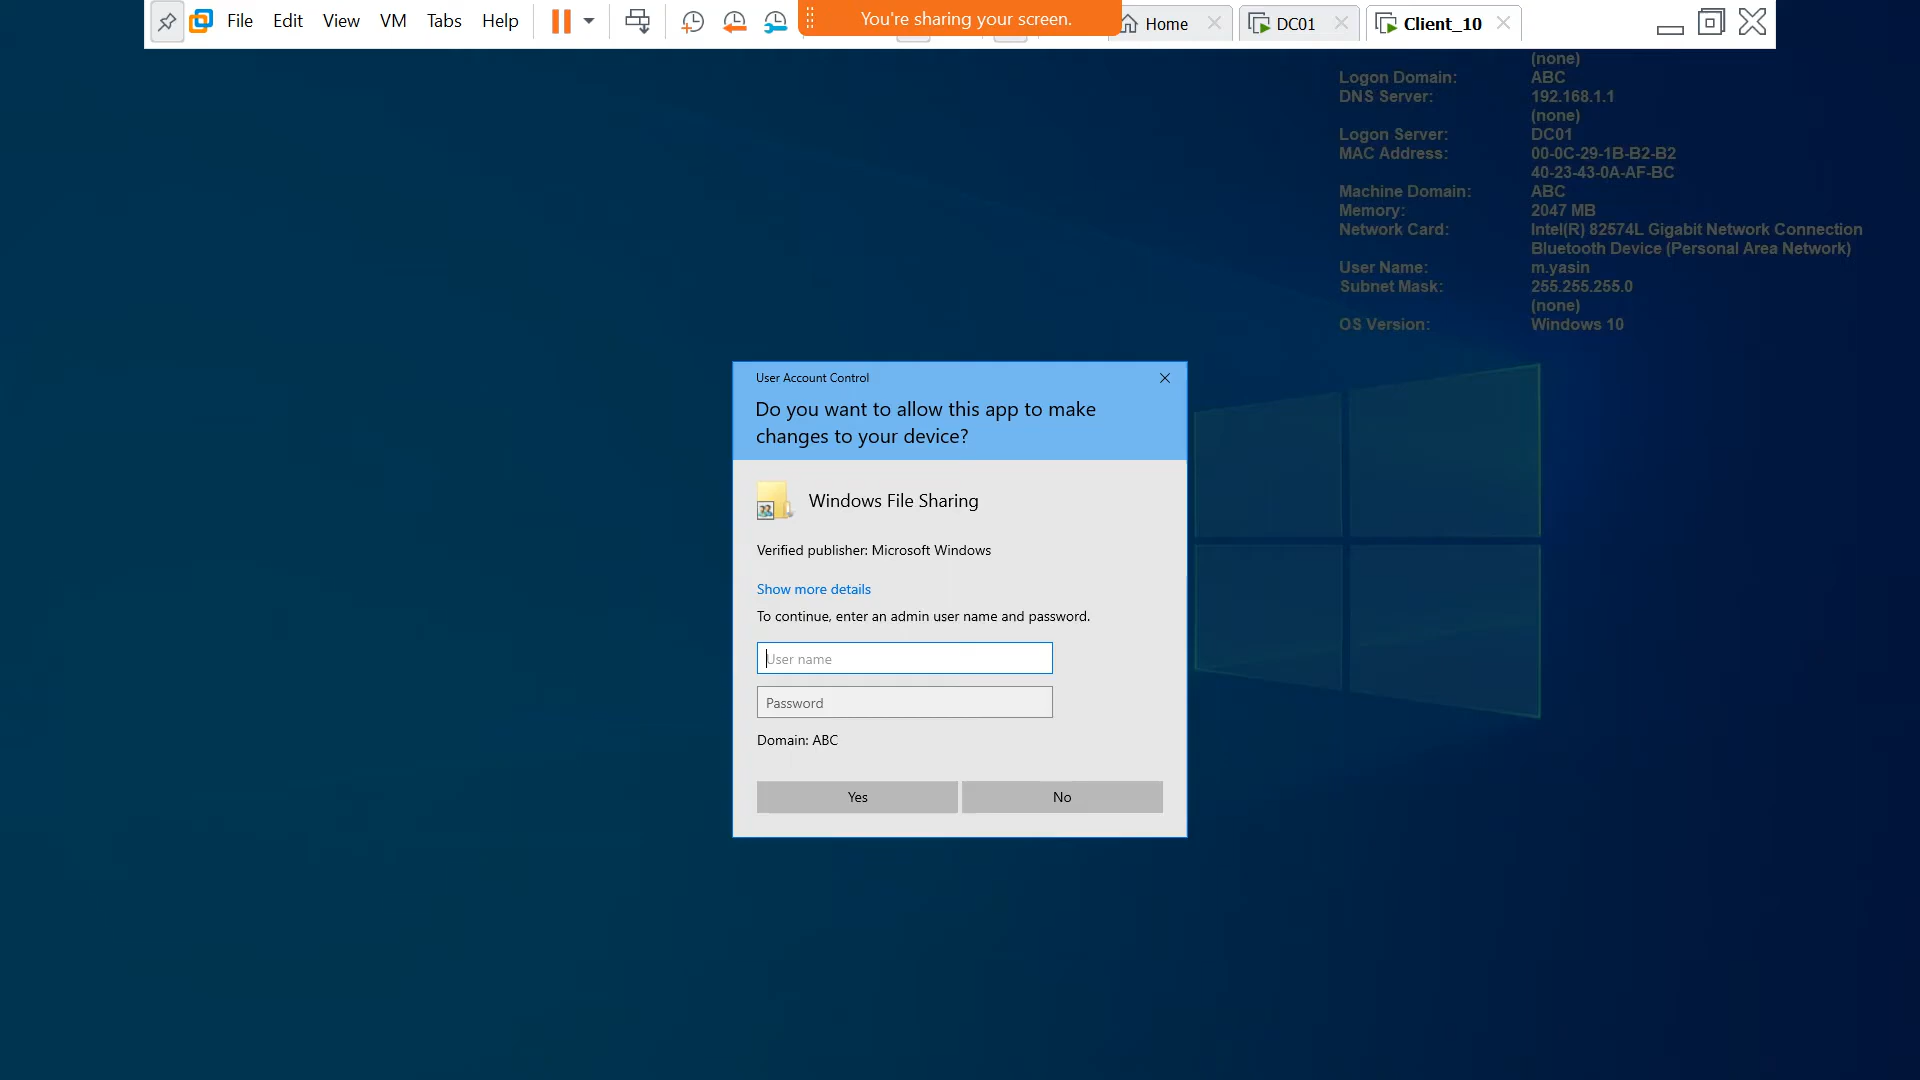 File Edit View VM Tabs Help
You're sharing your screen.
Home
DC01
Client_10
(none)
Logon Domain: ABC
DNS Server: 192.168.1.1
(none)
Logon Server: DC01
MAC Address: 00-0C-29-1B-B2-B2
40-23-43-0A-AF-BC
Machine Domain: ABC
Memory: 2047 MB
Network Card: Intel(R) 82574L Gigabit Network Connection
Bluetooth Device (Personal Area Network)
User Name: m.yasin
Subnet Mask: 255.255.255.0
(none)
OS Version: Windows 10
User Account Control
Do you want to allow this app to make
changes to your device?
Windows File Sharing
Verified publisher: Microsoft Windows
Show more details
To continue, enter an admin user name and password.
User name
Password
Domain: ABC
Yes No